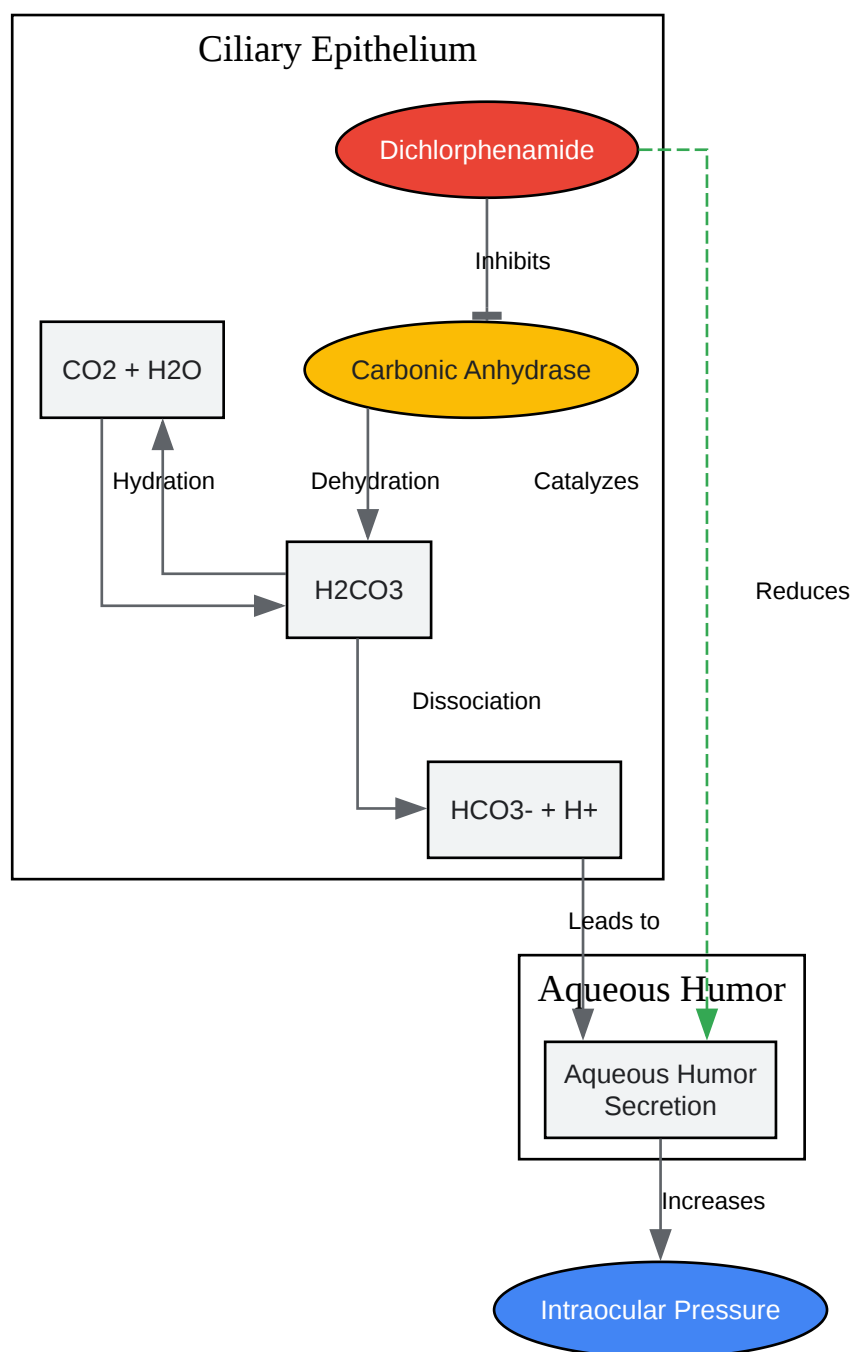 Ciliary Epithelium
Dichlorphenamide
Inhibits
CO2 + H2O
Carbonic Anhydrase
Hydration
Dehydration
Catalyzes
H2CO3
Reduces
Dissociation
HCO3- + H+
Leads to
Aqueous Humor
Aqueous Humor
Secretion
Increases
Intraocular Pressure